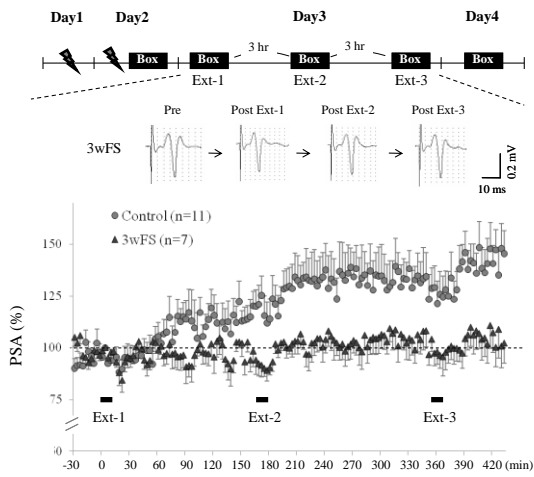 Day1 Day2 Day3 Day4
3 hr 3 hr
Box Box Box Box Box
Ext-1 Ext-2 Ext-3
Pre Post Ext-1 Post Ext-2 Post Ext-3
3wFS
0.2 mV
10 ms
Control (n=11)
3wFS (n=7)
PSA (%)
150
125
100
75
50
Ext-1 Ext-2 Ext-3
-30 0 30 60 90 120 150 180 210 240 270 300 330 360 390 420 (min)